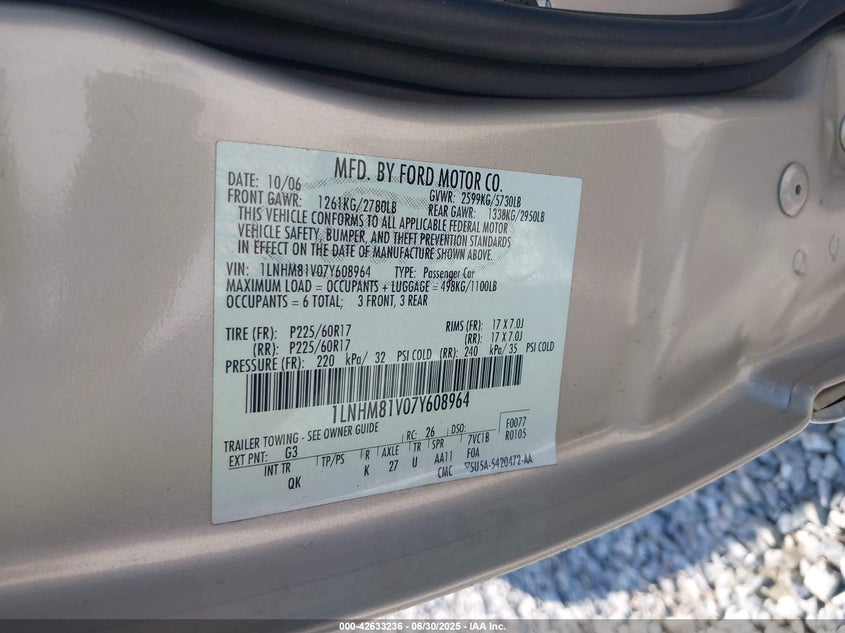 MFD. BY FORD MOTOR CO.
DATE: 10/06 GVWR: 2599KG/5730LB
FRONT GAWR: 1261KG/2780LB REAR GAWR: 1338KG/2950LB
THIS VEHICLE CONFORMS TO ALL APPLICABLE FEDERAL MOTOR
VEHICLE SAFETY, BUMPER, AND THEFT PREVENTION STANDARDS
IN EFFECT ON THE DATE OF MANUFACTURE SHOWN ABOVE.
VIN: 1LNHM81V07Y608964 TYPE: Passenger Car
MAXIMUM LOAD = OCCUPANTS + LUGGAGE = 498KG/1100LB
OCCUPANTS = 6 TOTAL; 3 FRONT, 3 REAR
TIRE (FR): P225/60R17 RIMS (FR): 17 X 7.0J
(RR): P225/60R17 (RR): 17 X 7.0J
PRESSURE (FR): 220 kPa/ 32 PSI COLD (RR): 240 kPa/ 35 PSI COLD
1LNHM81V07Y608964
TRAILER TOWING - SEE OWNER GUIDE F0077
EXT PNT: G3 RC: 26 DSO: 7VC1B R0105
INT TR TP/PS R AXLE TR SPR F0A
QK K 27 U AA11 CMC 5U5A-5420472-AA
000-42633236 - 06/30/2025 - IAA Inc.